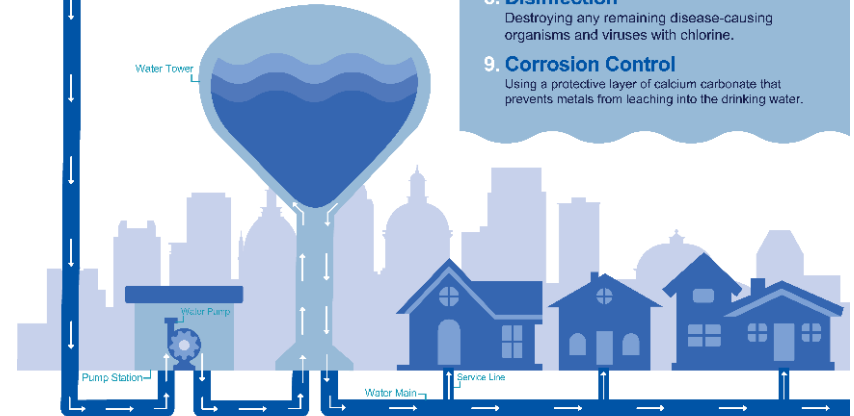 8. Disinfection
Destroying any remaining disease-causing
organisms and viruses with chlorine.
9. Corrosion Control
Using a protective layer of calcium carbonate that
prevents metals from leaching into the drinking water.
Water Tower
Water Pump
Pump Station
Water Main
Service Line